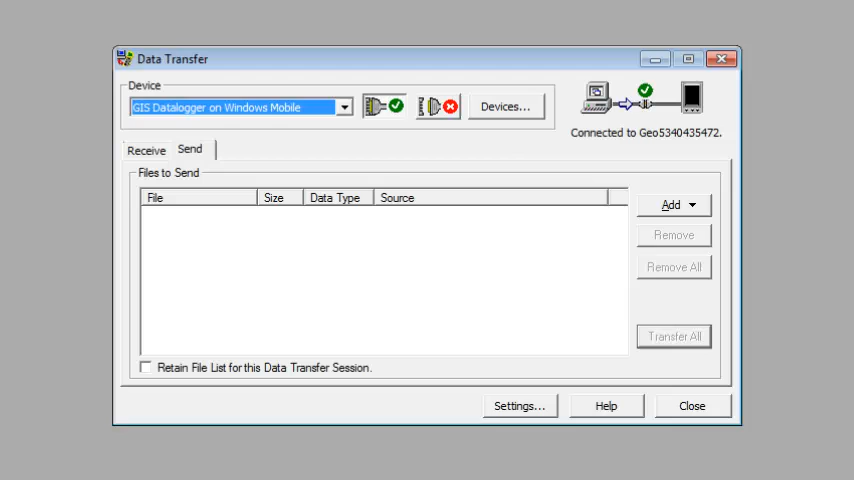 Data Transfer
Device
GIS Datalogger on Windows Mobile
Devices...
Connected to Geo5340435472.
Receive
Send
Files to Send
File Size Data Type Source
Add
Remove
Remove All
Transfer All
Retain File List for this Data Transfer Session.
Settings... Help Close